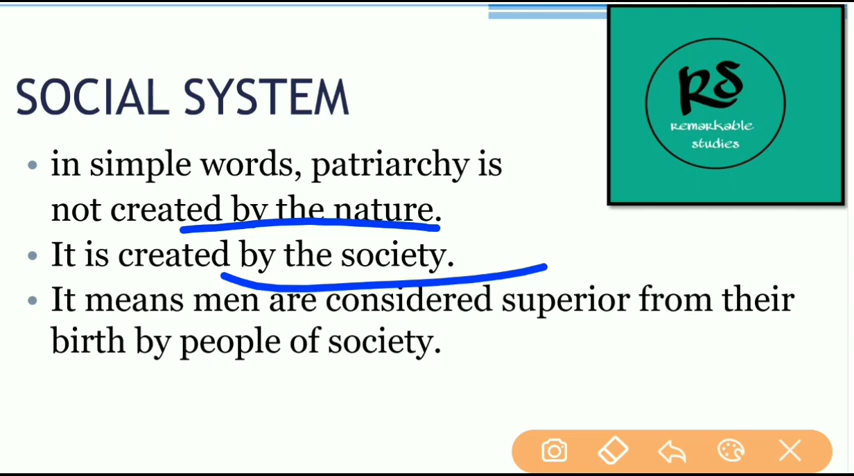 SOCIAL SYSTEM
• in simple words, patriarchy is
not created by the nature.
• It is created by the society.
• It means men are considered superior from their
birth by people of society.
RS
remarkable
studies